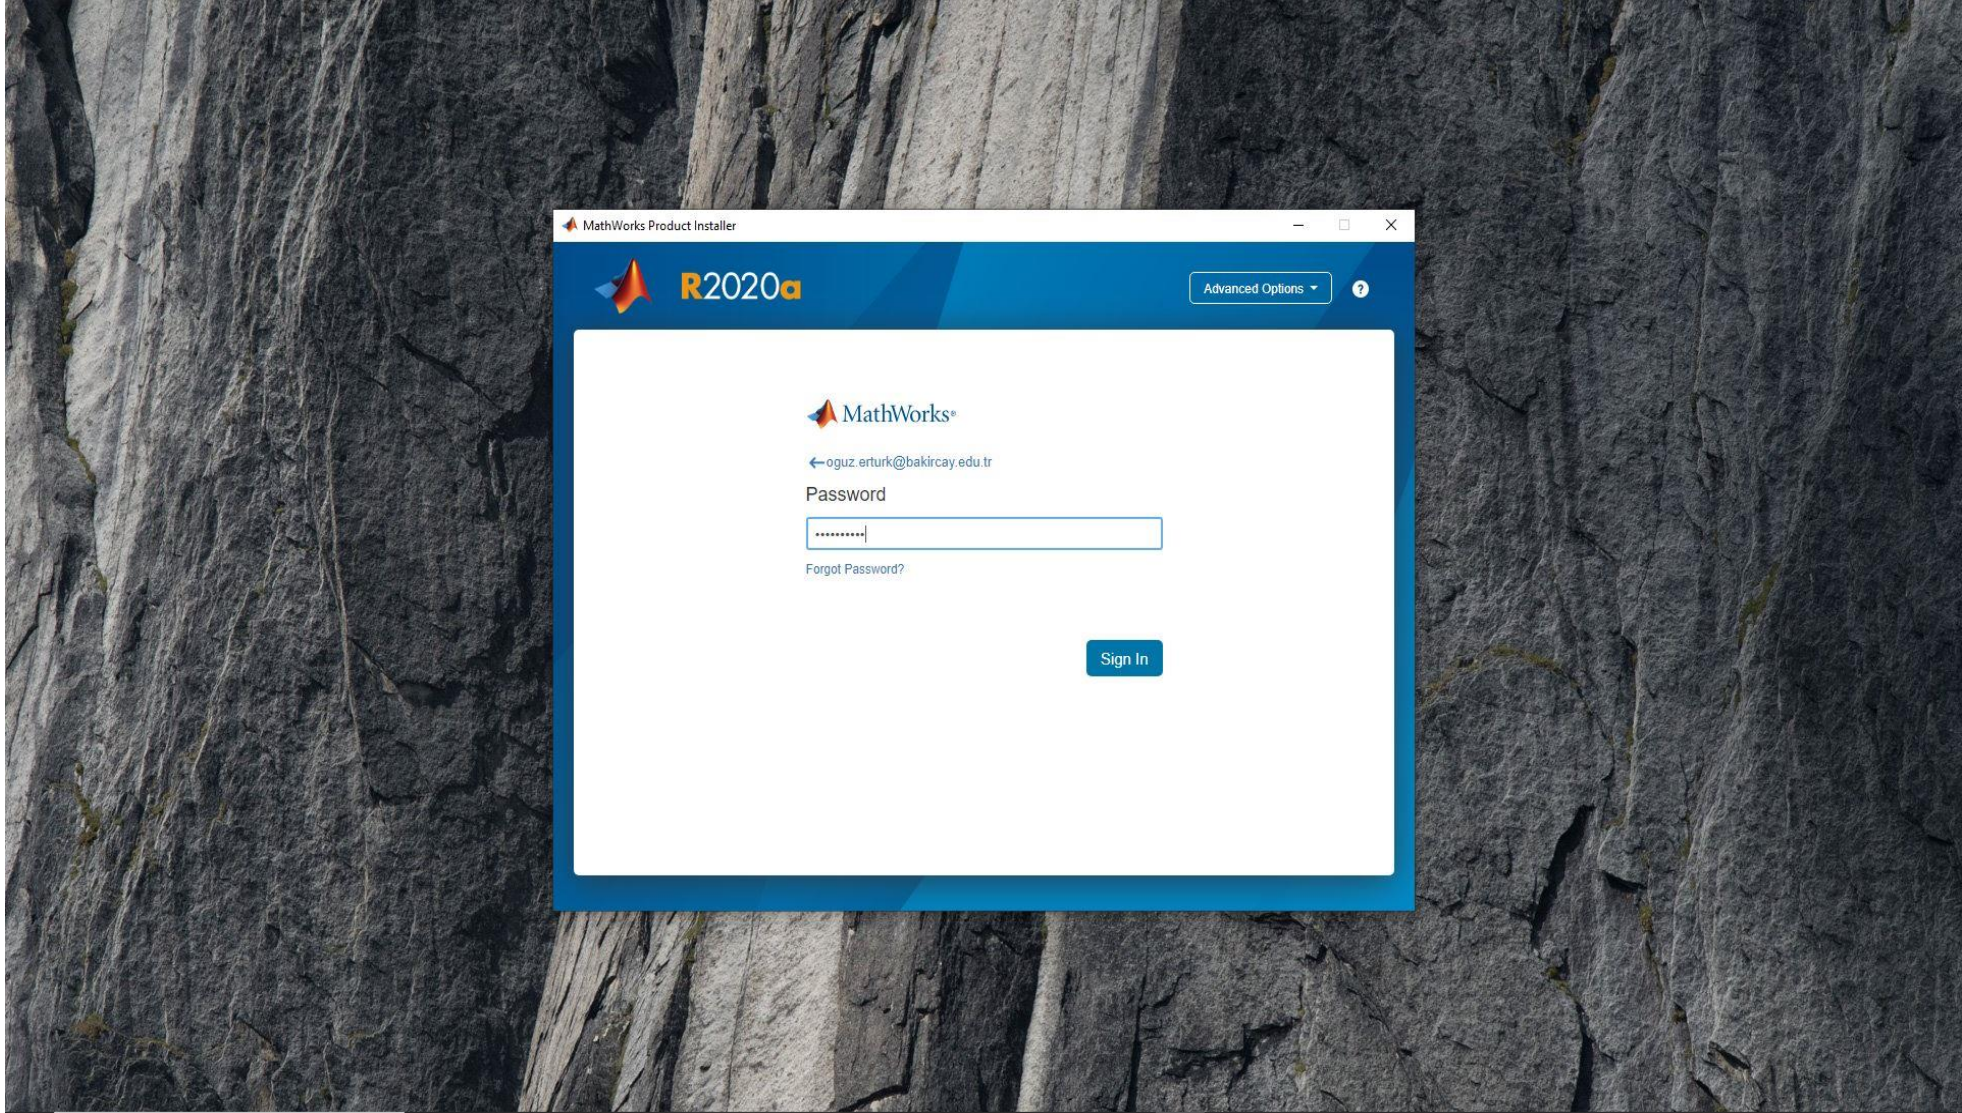 MathWorks Product Installer
R2020a
Advanced Options
?
MathWorks®
oguz.erturk@bakircay.edu.tr
Password
••••••••••
Forgot Password?
Sign In